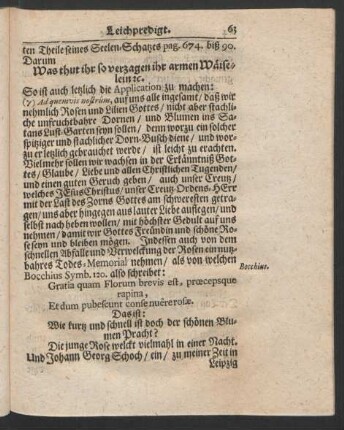 Leichpredigt. 63
ten Theile seines Seelen-Schatzes pag. 674. biß 90.
Darum
Was thut ihr so verzagen ihr armen Wäise-
lein ꝛc.
So ist auch letzlich die Application zu machen:
(γ) Ad quemvis nostrûm, auf uns alle ingesamt / daß wir
nehmlich Rosen und Lilien Gottes / nicht aber stachlich-
che unfruchtbahre Dornen / und Blumen ins Sa-
tans Lust-Garten seyn sollen / denn worzu ein solcher
spitziger und stachlicher Dorn-Busch diene / und wor-
zu er letzlich gebrauchet werde / ist leicht zu erachten.
Vielmehr sollen wir wachsen in der Erkänntniß Got-
tes / Glaube / Liebe und allen Christlichen Tugenden /
und einen guten Geruch geben / auch unser Creutz /
welches JEsus Christus / unser Creutz-Ordens-HErr
mit der Last des Zorns Gottes am schweresten getra-
gen / uns aber hingegen aus lauter Liebe aufleget / und
selbst nach heben wollen / mit höchster Gedult auf uns
nehmen / damit wir Gottes Freundin und schöne Ro-
se seyn und bleiben mögen. Indessen auch von dem
schnellen Abfalle und Verwelckung der Rosen ein nutz-
bahres Todes-Memorial nehmen / als von welchen
Bocchius Symb. 120. also schreibet:
Bocchius.
Gratia quam Florum brevis est, præcepsque
rapina,
Et dum pubescunt consenuêre rosæ.
Das ist:
Wie kurtz und schnell ist doch der schönen Blu-
men Pracht?
Die junge Rose welckt vielmahl in einer Nacht.
Und Johann Georg Schoch / ein / zu meiner Zeit in
Leipzig